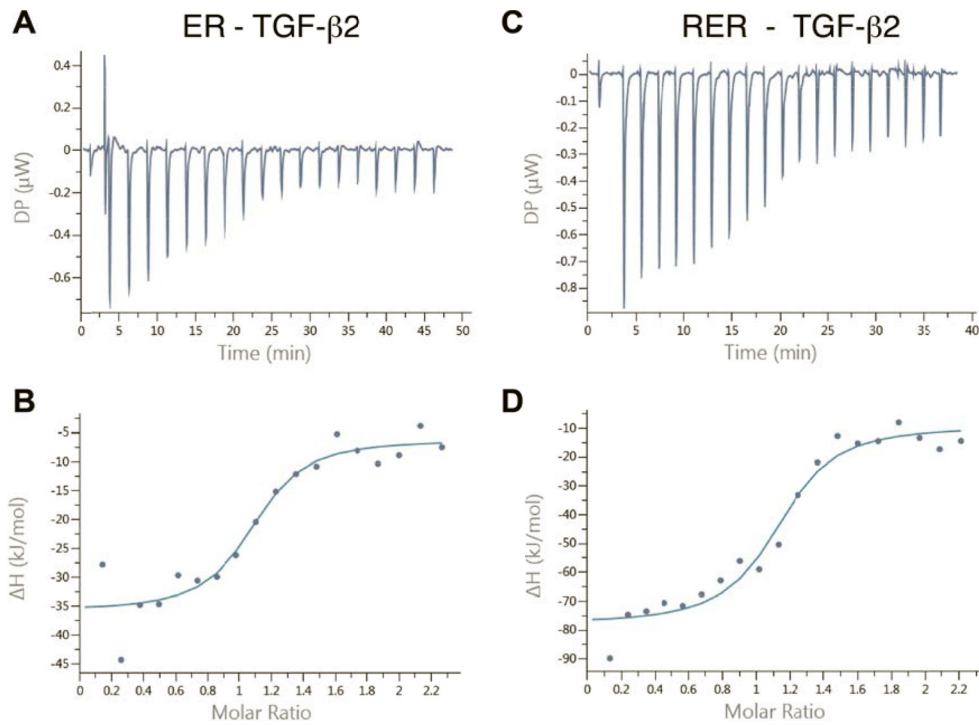 A ER - TGF-β2
0.4
0.2
0
-0.2
-0.4
-0.6
DP (µW)
0 5 10 15 20 25 30 35 40 45 50
Time (min)
C RER - TGF-β2
0
-0.1
-0.2
-0.3
-0.4
-0.5
-0.6
-0.7
-0.8
DP (µW)
0 5 10 15 20 25 30 35 40
Time (min)
B
-5
-10
-15
-20
-25
-30
-35
-40
-45
ΔH (kJ/mol)
0 0.2 0.4 0.6 0.8 1 1.2 1.4 1.6 1.8 2 2.2
Molar Ratio
D
-10
-20
-30
-40
-50
-60
-70
-80
-90
ΔH (kJ/mol)
0 0.2 0.4 0.6 0.8 1 1.2 1.4 1.6 1.8 2 2.2
Molar Ratio